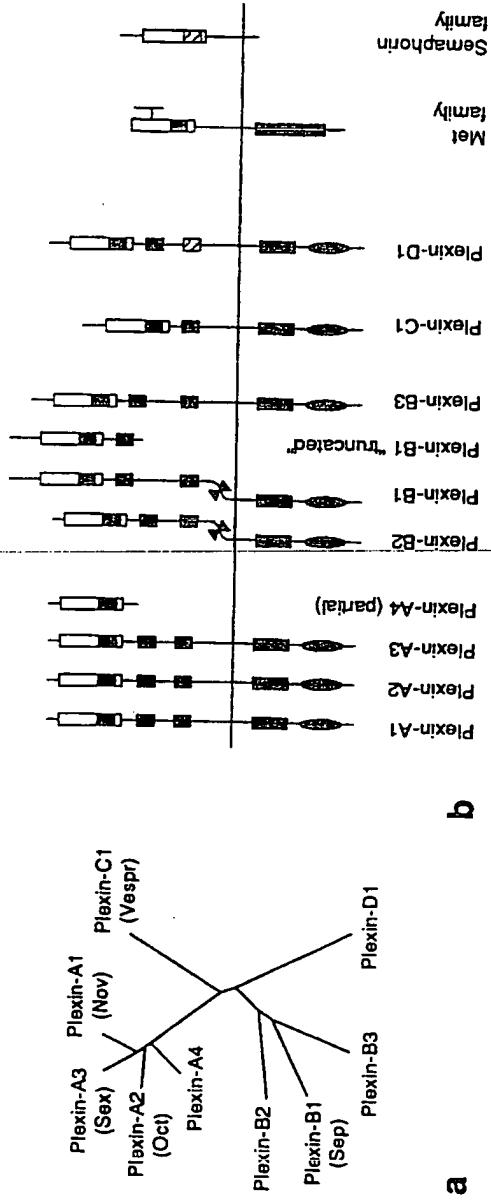 a
Plexin-A3
(Sex)
Plexin-A1
(Nov)
Plexin-A2
(Oct)
Plexin-A4
Plexin-C1
(Vespr)
Plexin-B2
Plexin-B1
(Sep)
Plexin-B3
Plexin-D1
b
Plexin-A1
Plexin-A2
Plexin-A3
Plexin-A4 (partial)
Plexin-B2
Plexin-B1
Plexin-B1 "truncated"
Plexin-B3
Plexin-C1
Plexin-D1
Met
family
Semaphorin
family